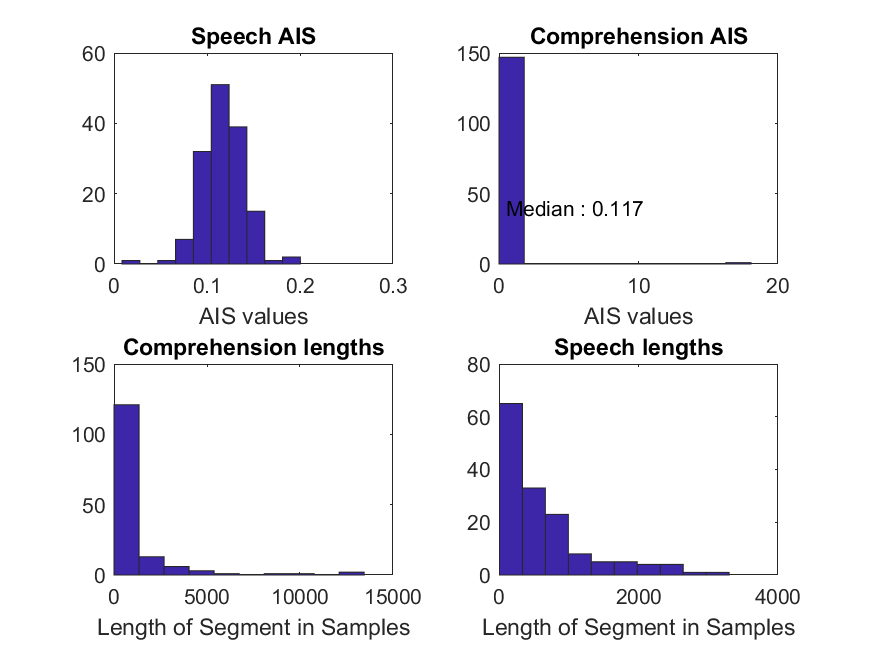 Speech AIS
60
40
20
0
0 0.1 0.2 0.3
AIS values
Comprehension AIS
150
100
50
Median : 0.117
0
0 10 20
AIS values
Comprehension lengths
150
100
50
0
0 5000 10000 15000
Length of Segment in Samples
Speech lengths
80
60
40
20
0
0 2000 4000
Length of Segment in Samples